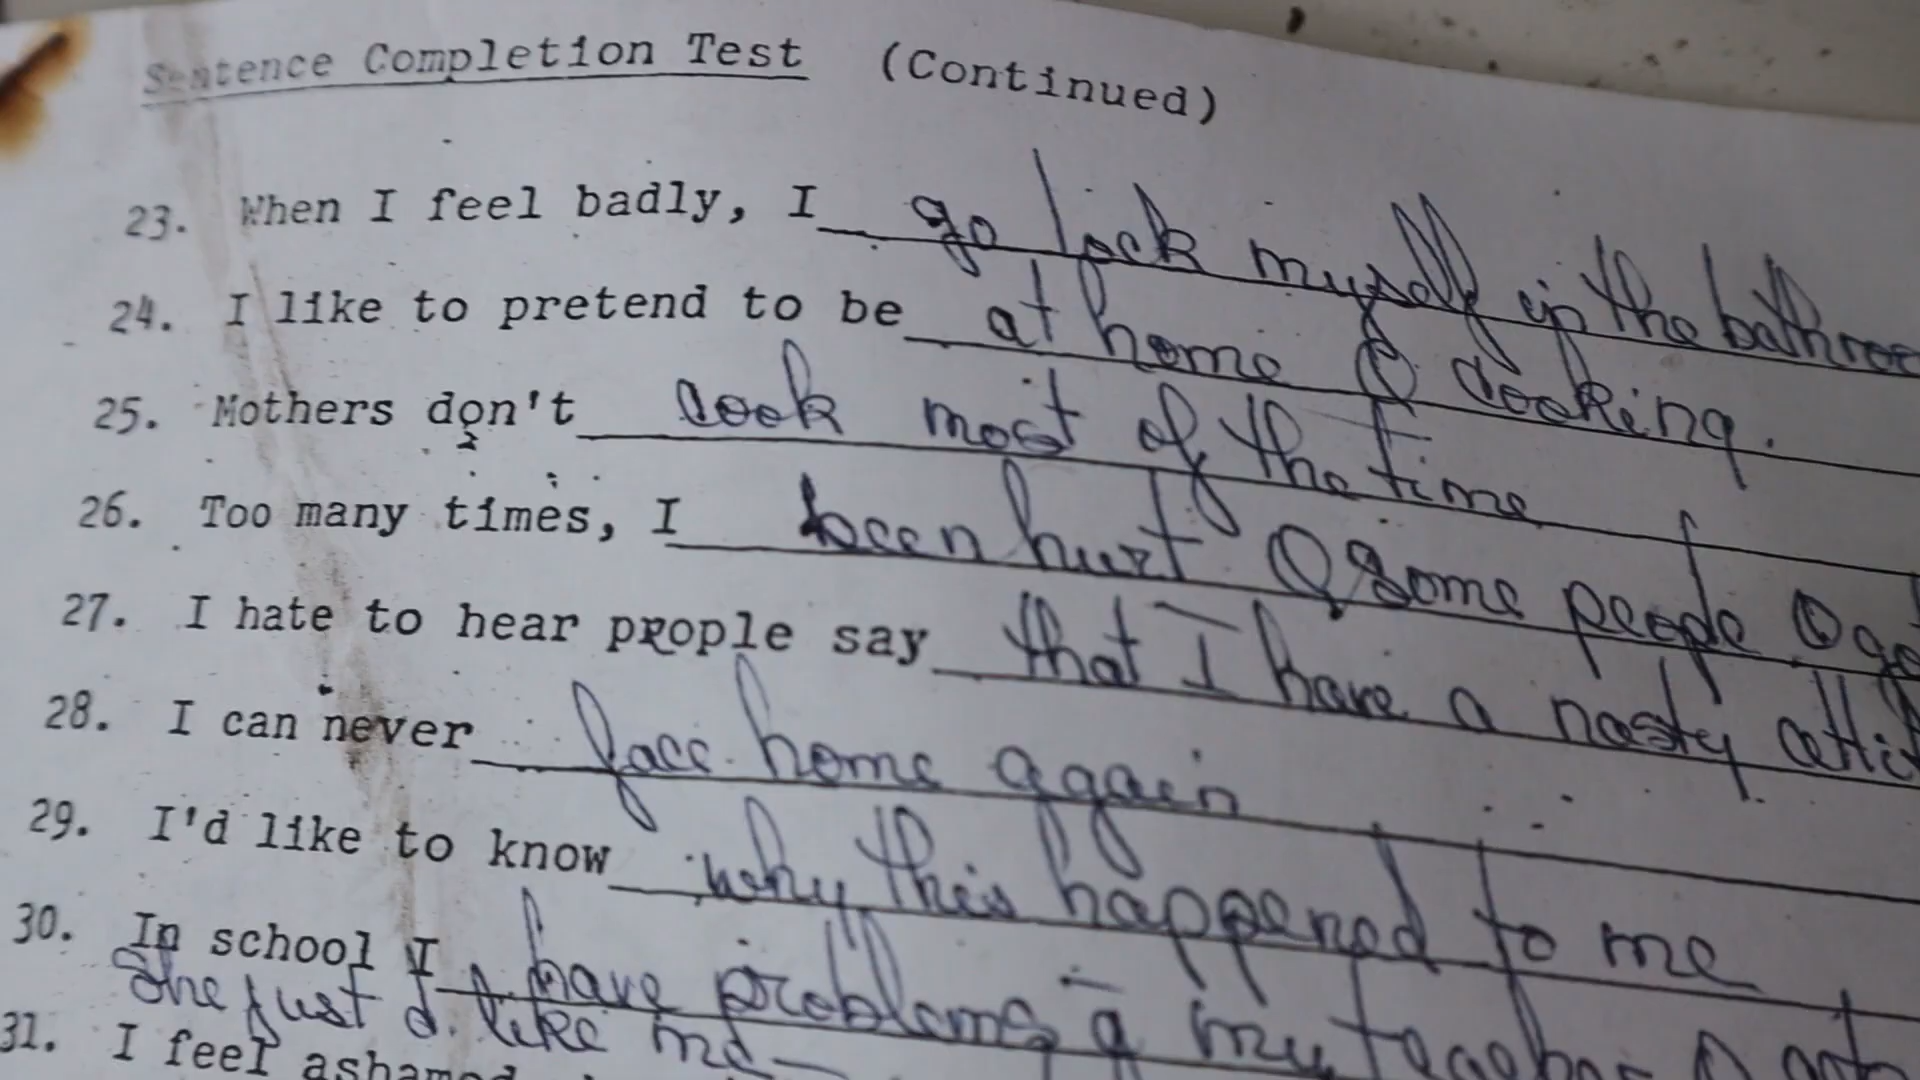 Sentence Completion Test (Continued)
23. When I feel badly, I go lock myself in the
24. I like to pretend to be at home cooking.
25. Mothers don't cook most of the time
26. Too many times, I been hurt some people
27. I hate to hear people say that I have a nasty
28. I can never face home again
29. I'd like to know why this happened to me
30. In school I have problems my
She just d. like me
31. I feel ashamed